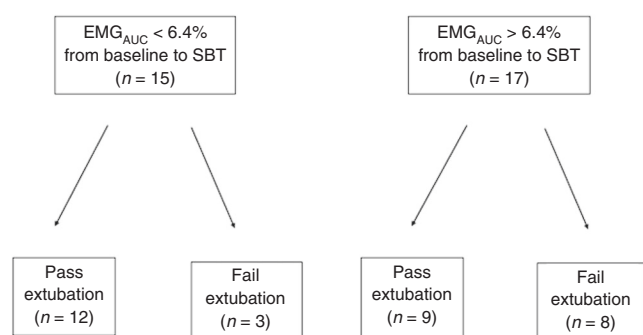 EMG_AUC < 6.4%
from baseline to SBT
(n = 15)
EMG_AUC > 6.4%
from baseline to SBT
(n = 17)
Pass
extubation
(n = 12)
Fail
extubation
(n = 3)
Pass
extubation
(n = 9)
Fail
extubation
(n = 8)